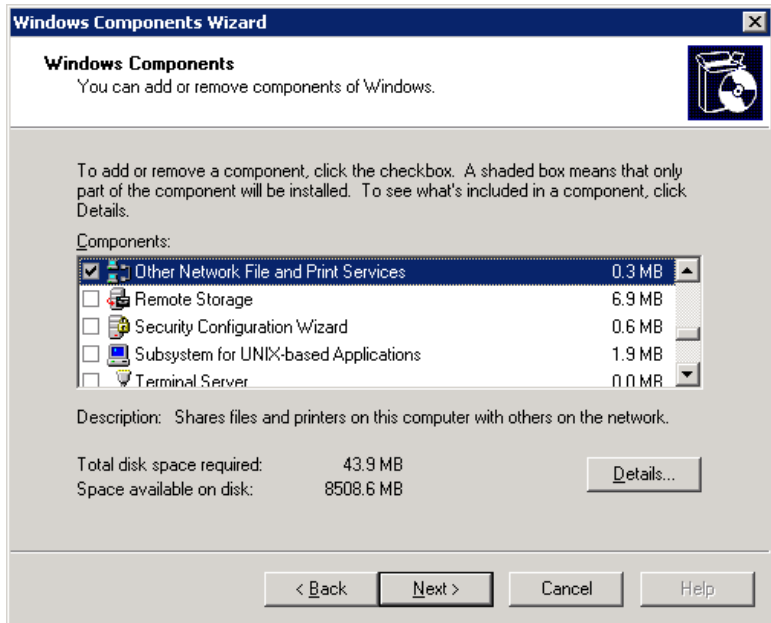 Windows Components Wizard
Windows Components
You can add or remove components of Windows.
To add or remove a component, click the checkbox. A shaded box means that only
part of the component will be installed. To see what's included in a component, click
Details.
Components:
Other Network File and Print Services 0.3 MB
Remote Storage 6.9 MB
Security Configuration Wizard 0.6 MB
Subsystem for UNIX-based Applications 1.9 MB
Terminal Server 0.0 MB
Description: Shares files and printers on this computer with others on the network.
Total disk space required: 43.9 MB
Space available on disk: 8508.6 MB
Details...
< Back Next > Cancel Help